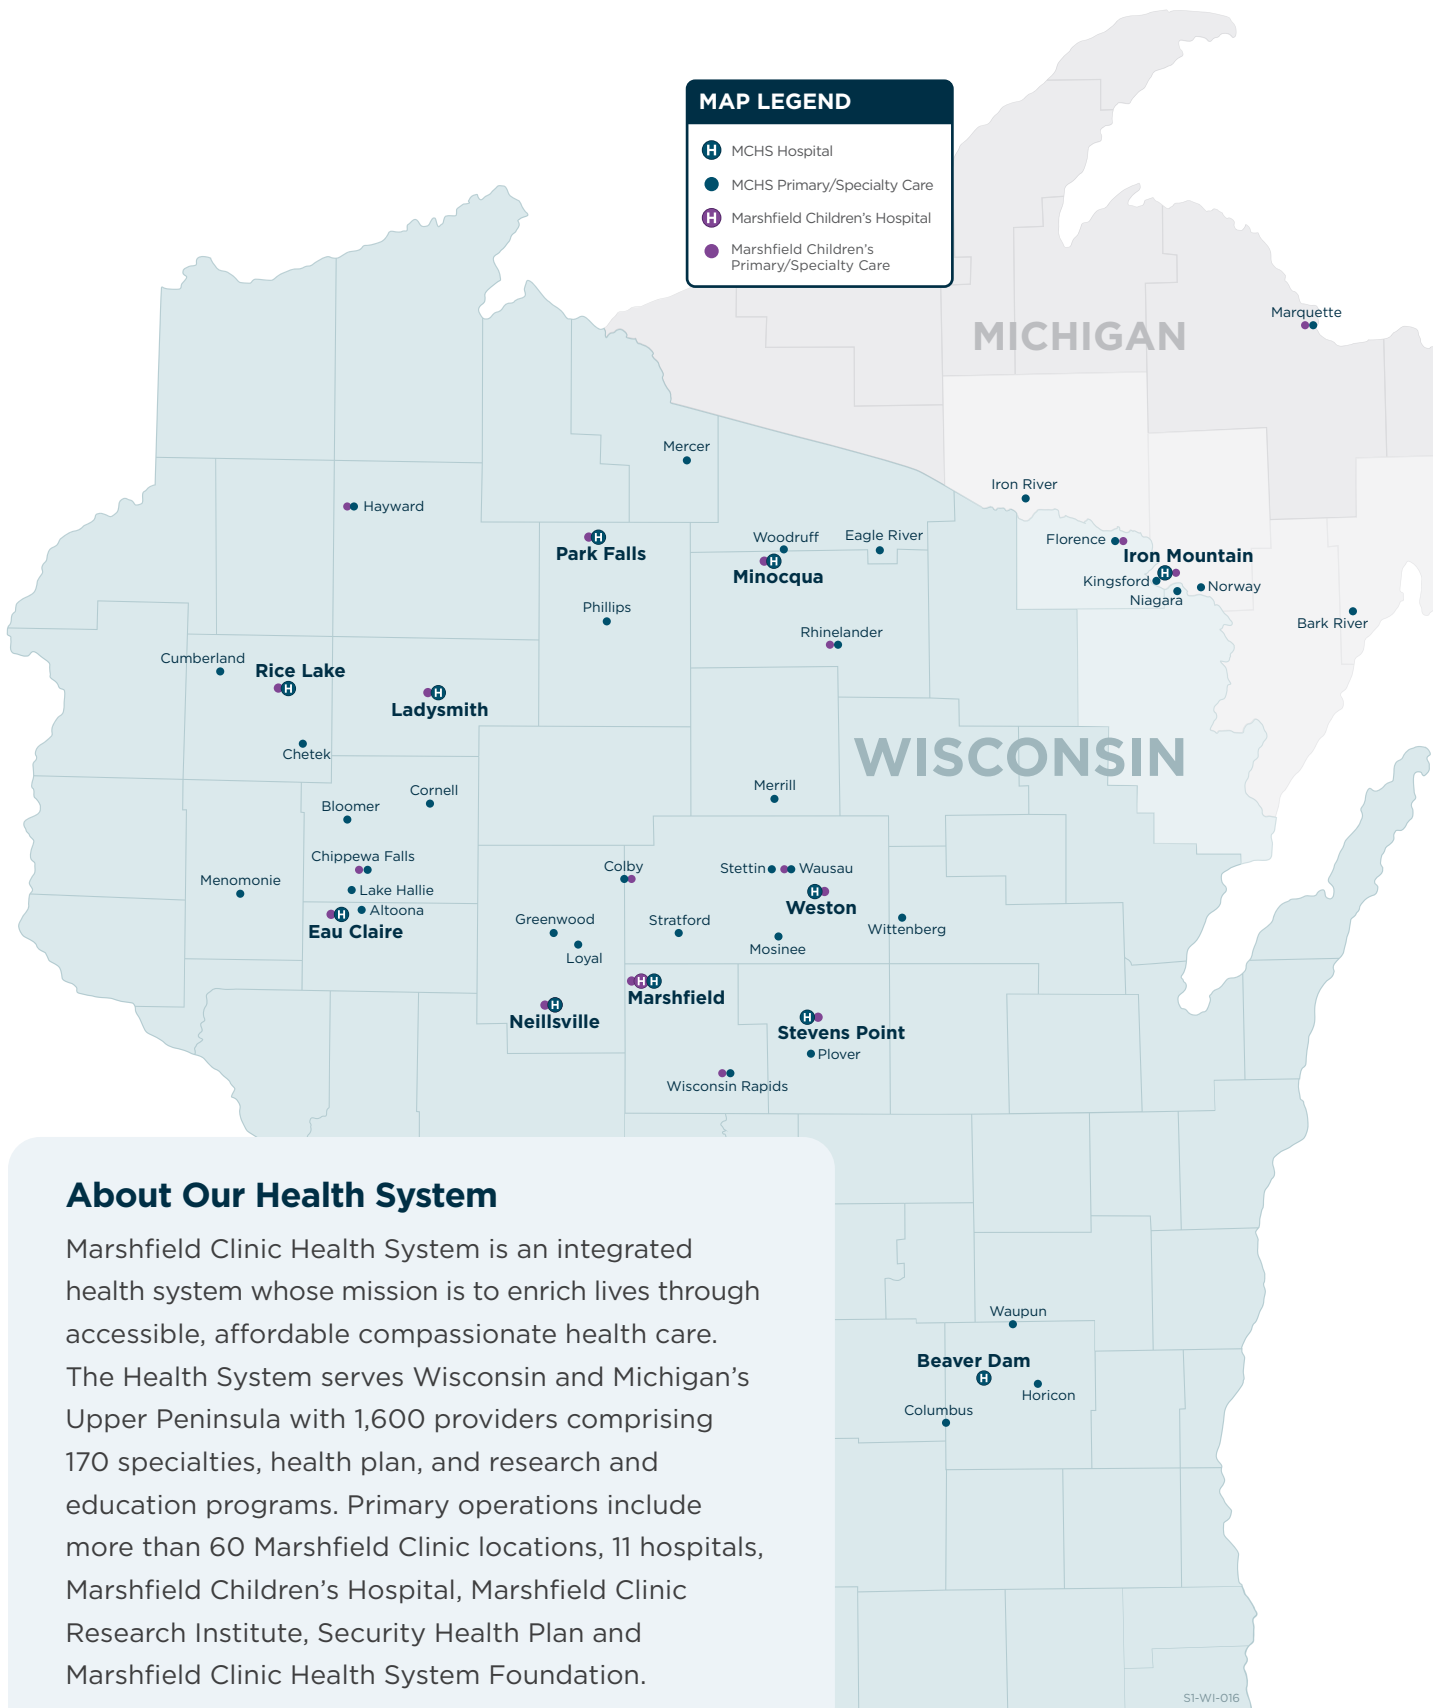 MAP LEGEND
H MCHS Hospital
MCHS Primary/Specialty Care
H Marshfield Children's Hospital
Marshfield Children's
Primary/Specialty Care
MICHIGAN
Marquette
Mercer
Iron River
Hayward
Park Falls
Woodruff
Eagle River
Florence
Iron Mountain
Minocqua
Kingsford
Norway
Niagara
Phillips
Bark River
Rhinelander
Cumberland
Rice Lake
Ladysmith
WISCONSIN
Chetek
Merrill
Cornell
Bloomer
Chippewa Falls
Colby
Stettin
Wausau
Menomonie
Lake Hallie
Weston
Altoona
Greenwood
Stratford
Wittenberg
Eau Claire
Mosinee
Loyal
Marshfield
Neillsville
Stevens Point
Plover
Wisconsin Rapids
About Our Health System
Marshfield Clinic Health System is an integrated
health system whose mission is to enrich lives through
accessible, affordable compassionate health care.
The Health System serves Wisconsin and Michigan's
Upper Peninsula with 1,600 providers comprising
170 specialties, health plan, and research and
education programs. Primary operations include
more than 60 Marshfield Clinic locations, 11 hospitals,
Marshfield Children's Hospital, Marshfield Clinic
Research Institute, Security Health Plan and
Marshfield Clinic Health System Foundation.
Waupun
Beaver Dam
Horicon
Columbus
S1-WI-016